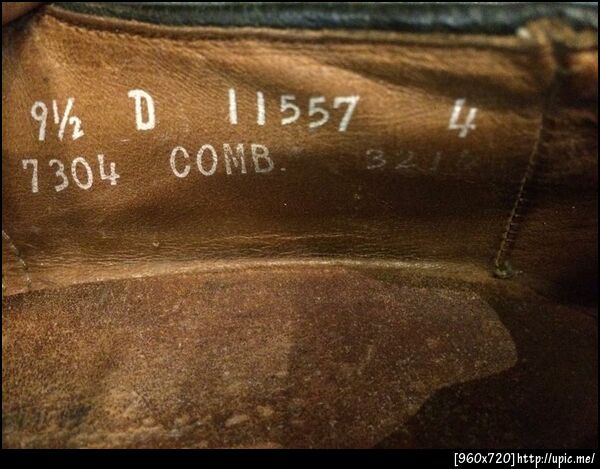 9½ D 11557 4
7304 COMB.
[960x720]http://upic.me/